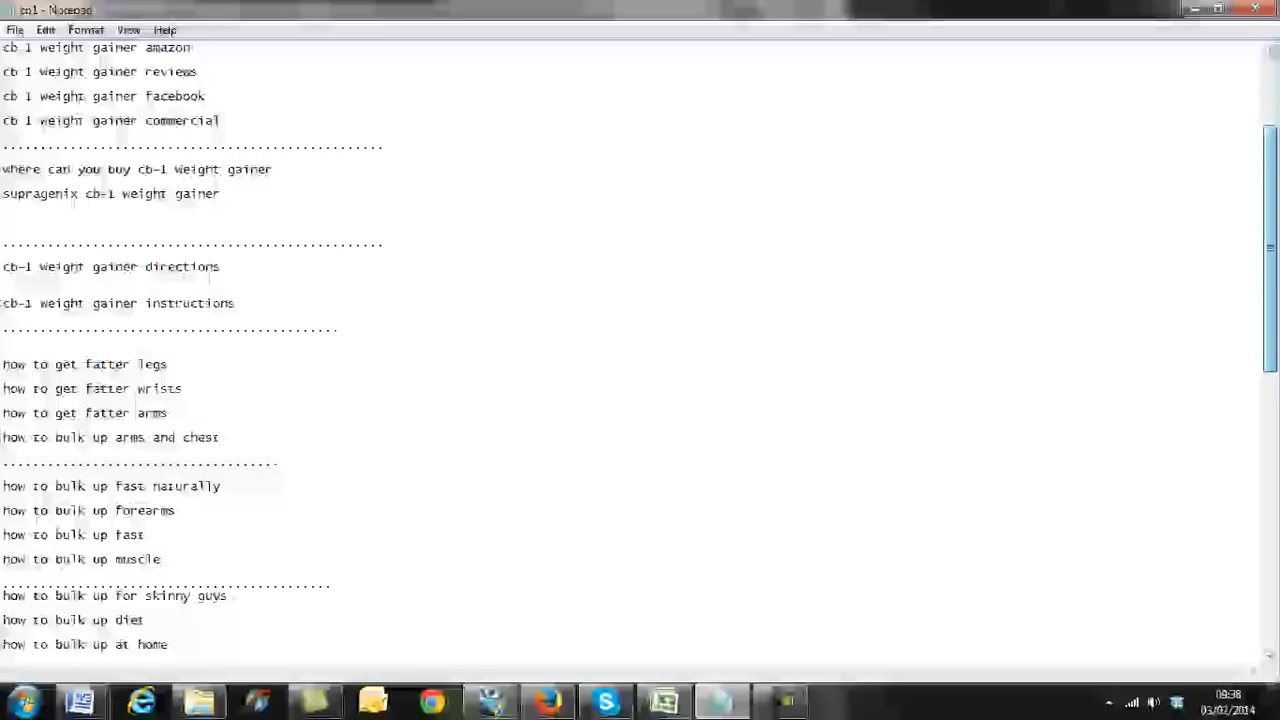 cb1 - Notepad
File Edit Format View Help
cb 1 weight gainer amazon
cb 1 weight gainer reviews
cb 1 weight gainer facebook
cb 1 weight gainer commercial
...................................................
where can you buy cb-1 weight gainer
supragenix cb-1 weight gainer
...................................................
cb-1 weight gainer directions
cb-1 weight gainer instructions
.............................................
how to get fatter legs
how to get fatter wrists
how to get fatter arms
how to bulk up arms and chest
.....................................
how to bulk up fast naturally
how to bulk up forearms
how to bulk up fast
how to bulk up muscle
............................................
how to bulk up for skinny guys
how to bulk up diet
how to bulk up at home
09:38
03/02/2014